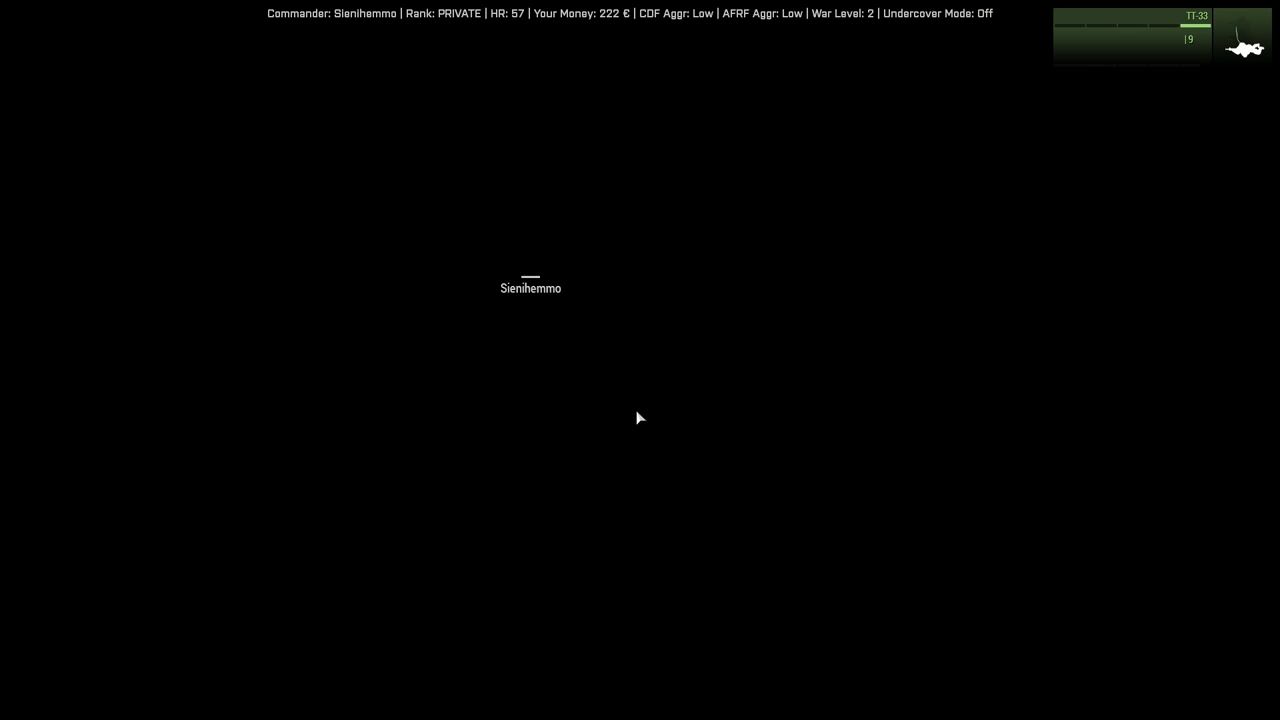 Commander: Sienihemmo | Rank: PRIVATE | HR: 57 | Your Money: 222 € | CDF Aggr: Low | AFRF Aggr: Low | War Level: 2 | Undercover Mode: Off
TT-33
| 9
Sienihemmo